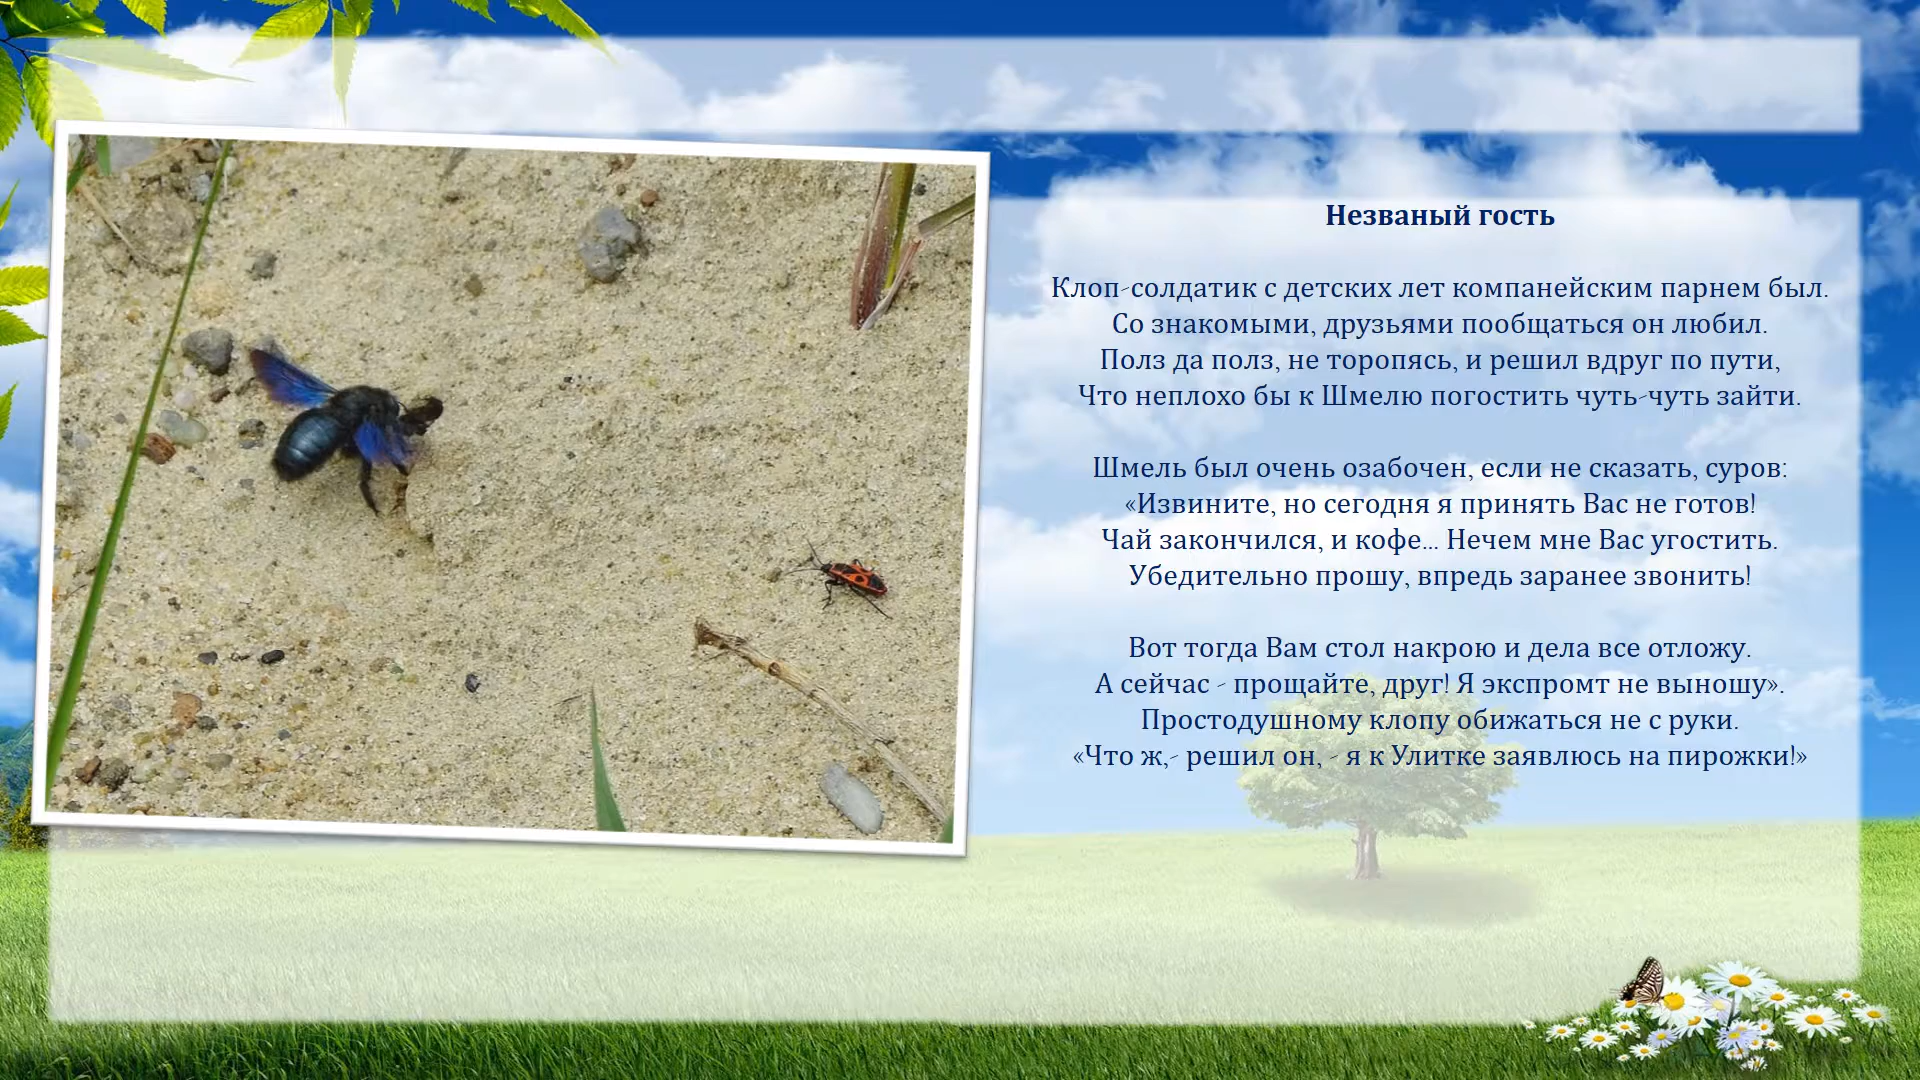 Незваный гость
Клоп-солдатик с детских лет компанейским парнем был.
Со знакомыми, друзьями пообщаться он любил.
Полз да полз, не торопясь, и решил вдруг по пути,
Что неплохо бы к Шмелю погостить чуть-чуть зайти.
Шмель был очень озабочен, если не сказать, суров:
«Извините, но сегодня я принять Вас не готов!
Чай закончился, и кофе... Нечем мне Вас угостить.
Убедительно прошу, впредь заранее звонить!
Вот тогда Вам стол накрою и дела все отложу.
А сейчас - прощайте, друг! Я экспромт не выношу».
Простодушному клопу обижаться не с руки.
«Что ж,- решил он, - я к Улитке заявлюсь на пирожки!»